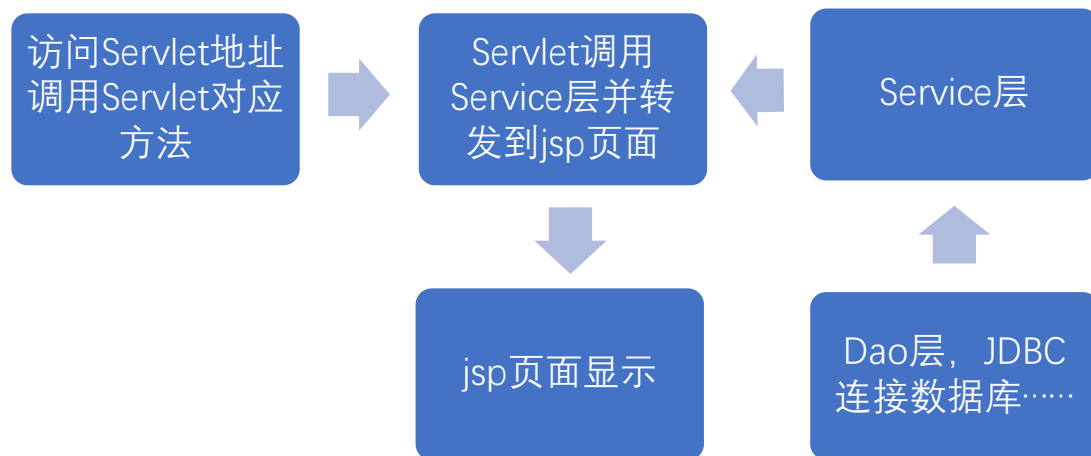 访问Servlet地址
调用Servlet对应
方法
Servlet调用
Service层并转
发到jsp页面
Service层
jsp页面显示
Dao层，JDBC
连接数据库……